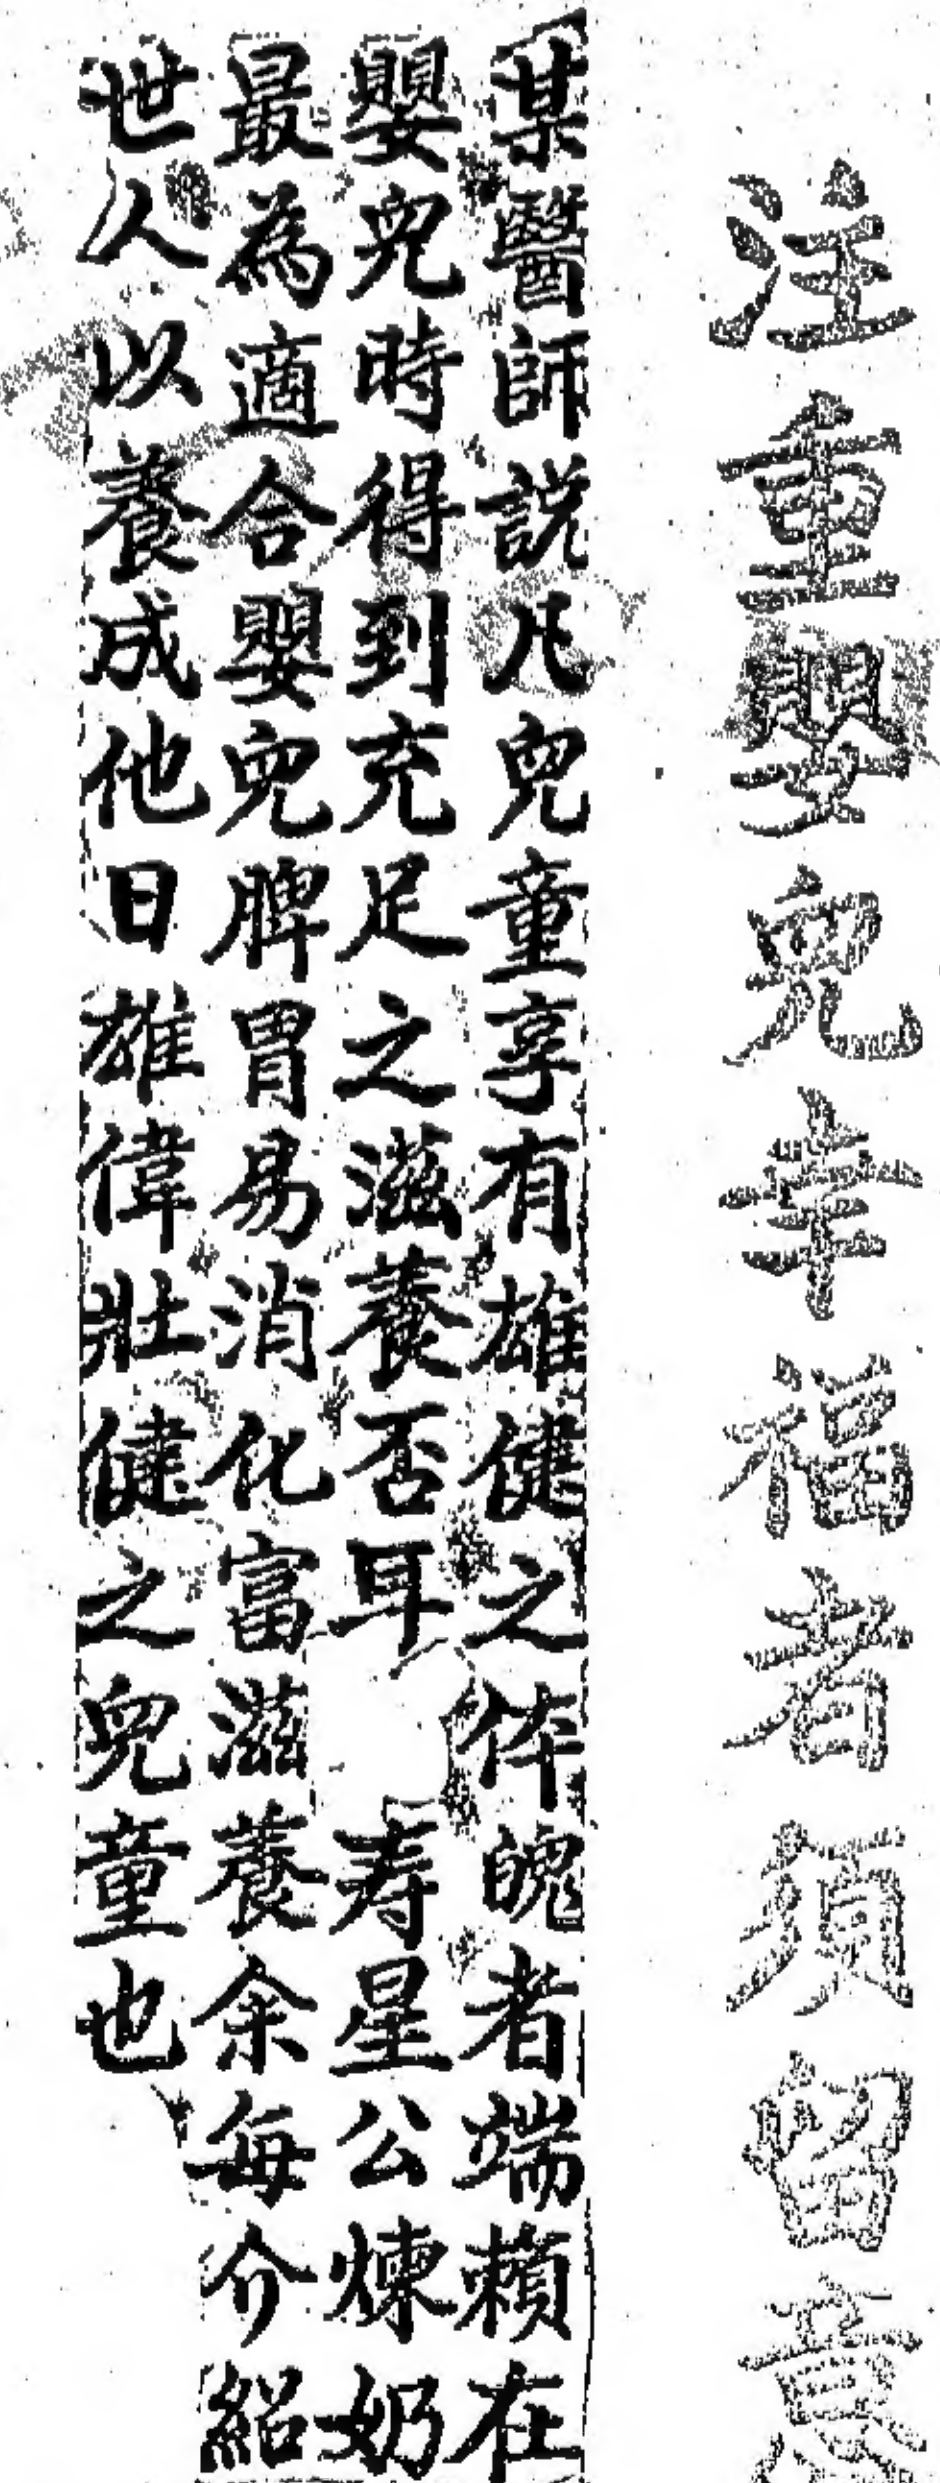 注重嬰兒幸福者須留意
某醫師説凡兒童享有雄健之体魄者端賴在
嬰兒時得到充足之滋養否耳 寿星公煉奶
最為適合嬰兒脾胃易消化富滋養余每介紹
世人以養成他日雄偉壯健之兒童也